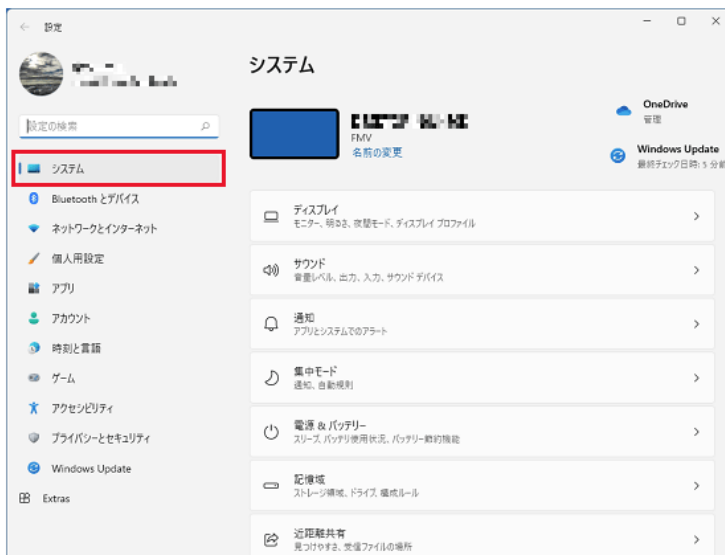 設定
設定の検索
システム
Bluetooth とデバイス
ネットワークとインターネット
個人用設定
アプリ
アカウント
時刻と言語
ゲーム
アクセシビリティ
プライバシーとセキュリティ
Windows Update
Extras
システム
FMV
名前の変更
OneDrive
管理
Windows Update
最終チェック日時: 5 分前
ディスプレイ
モニター、明るさ、夜間モード、ディスプレイ プロファイル
サウンド
音量レベル、出力、入力、サウンド デバイス
通知
アプリとシステムでのアラート
集中モード
通知、自動規則
電源 & バッテリー
スリープ、バッテリ使用状況、バッテリー節約機能
記憶域
ストレージ領域、ドライブ、構成ルール
近距離共有
見つけやすさ、受信ファイルの場所